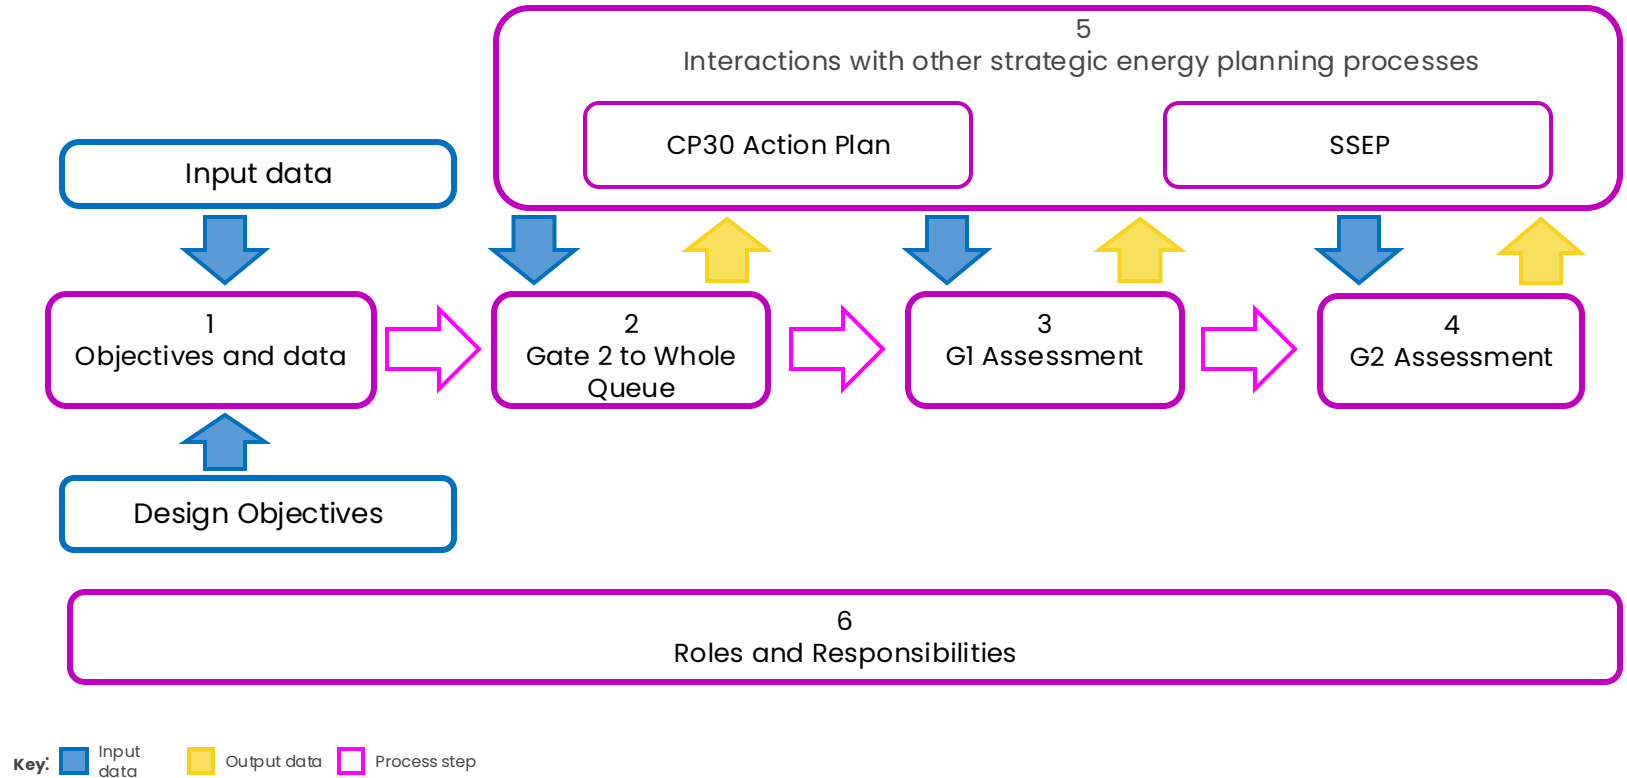 5
Interactions with other strategic energy planning processes
CP30 Action Plan
SSEP
Input data
1
Objectives and data
2
Gate 2 to Whole
Queue
3
G1 Assessment
4
G2 Assessment
Design Objectives
6
Roles and Responsibilities
Key:
Input
data
Output data
Process step